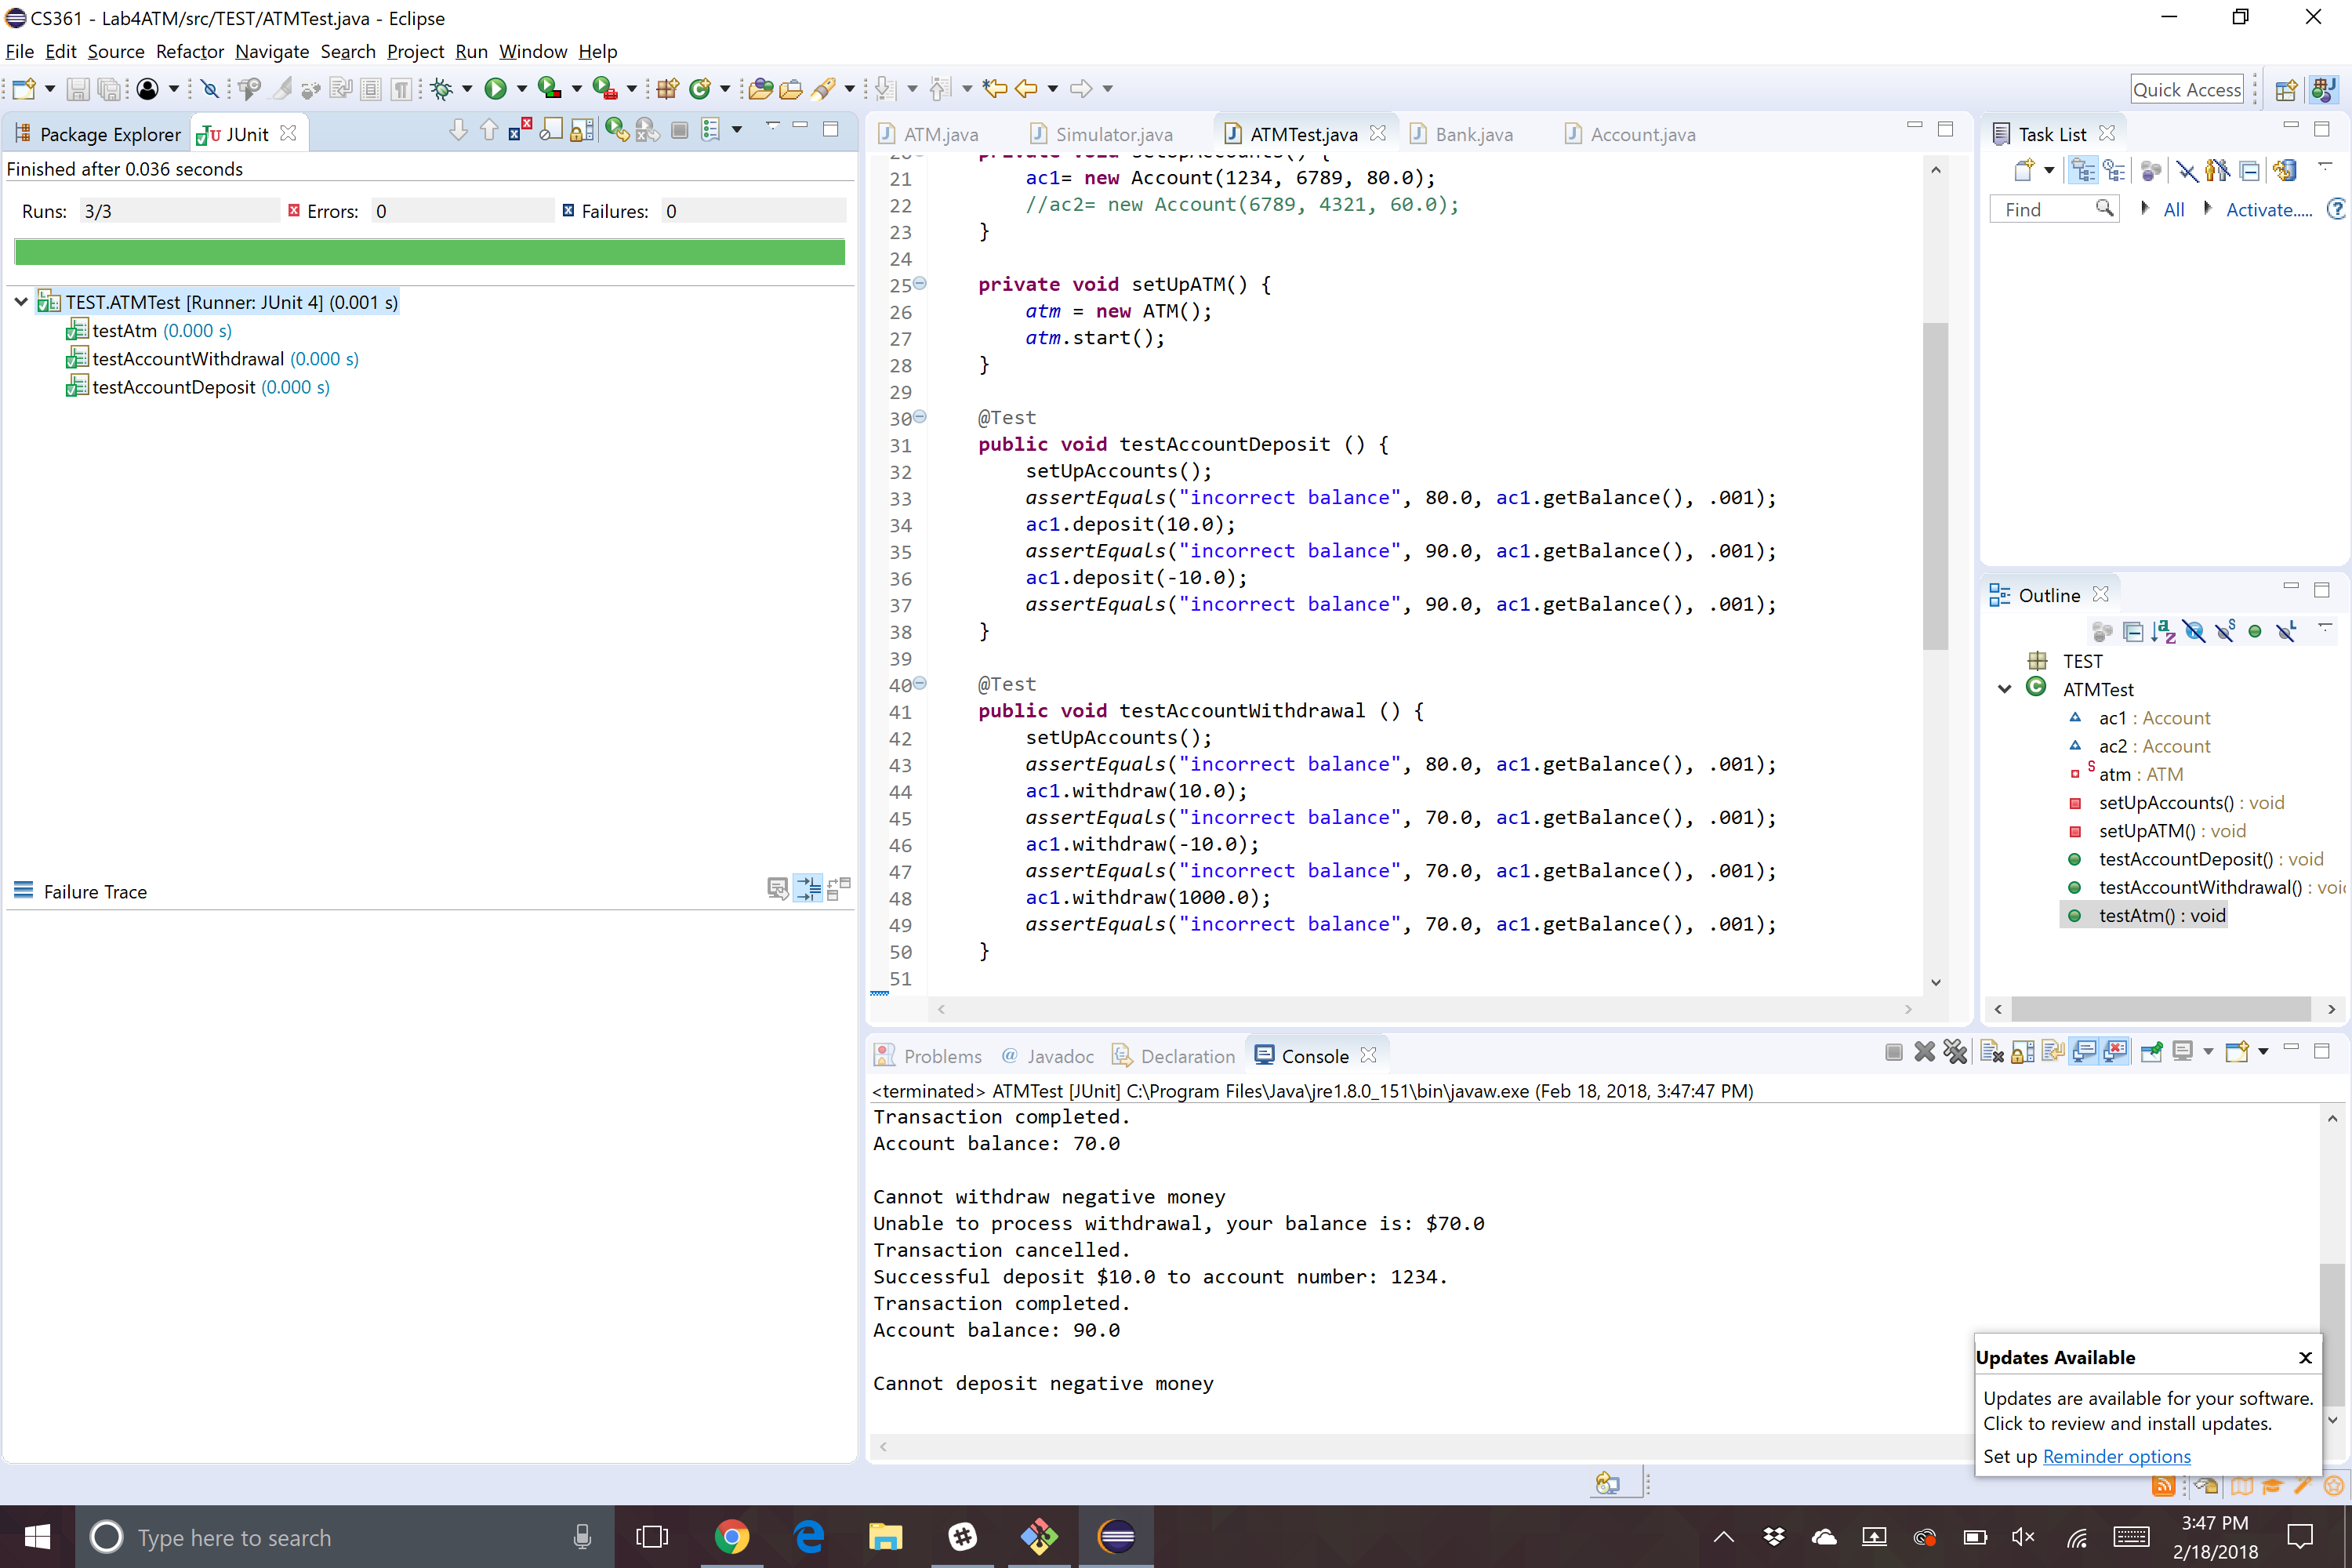 CS361 - Lab4ATM/src/TEST/ATMTest.java - Eclipse
File Edit Source Refactor Navigate Search Project Run Window Help
Quick Access
Package Explorer JUnit
Finished after 0.036 seconds
Runs: 3/3 Errors: 0 Failures: 0
TEST.ATMTest [Runner: JUnit 4] (0.001 s)
testAtm (0.000 s)
testAccountWithdrawal (0.000 s)
testAccountDeposit (0.000 s)
Failure Trace
ATM.java Simulator.java ATMTest.java Bank.java Account.java
20 private void setUpAccounts() {
21 ac1= new Account(1234, 6789, 80.0);
22 //ac2= new Account(6789, 4321, 60.0);
23 }
24
25 private void setUpATM() {
26 atm = new ATM();
27 atm.start();
28 }
29
30 @Test
31 public void testAccountDeposit () {
32 setUpAccounts();
33 assertEquals("incorrect balance", 80.0, ac1.getBalance(), .001);
34 ac1.deposit(10.0);
35 assertEquals("incorrect balance", 90.0, ac1.getBalance(), .001);
36 ac1.deposit(-10.0);
37 assertEquals("incorrect balance", 90.0, ac1.getBalance(), .001);
38 }
39
40 @Test
41 public void testAccountWithdrawal () {
42 setUpAccounts();
43 assertEquals("incorrect balance", 80.0, ac1.getBalance(), .001);
44 ac1.withdraw(10.0);
45 assertEquals("incorrect balance", 70.0, ac1.getBalance(), .001);
46 ac1.withdraw(-10.0);
47 assertEquals("incorrect balance", 70.0, ac1.getBalance(), .001);
48 ac1.withdraw(1000.0);
49 assertEquals("incorrect balance", 70.0, ac1.getBalance(), .001);
50 }
51
Task List
Find All Activate.....
Outline
TEST
ATMTest
ac1 : Account
ac2 : Account
atm : ATM
setUpAccounts() : void
setUpATM() : void
testAccountDeposit() : void
testAccountWithdrawal() : voi
testAtm() : void
Problems Javadoc Declaration Console
<terminated> ATMTest [JUnit] C:\Program Files\Java\jre1.8.0_151\bin\javaw.exe (Feb 18, 2018, 3:47:47 PM)
Transaction completed.
Account balance: 70.0
Cannot withdraw negative money
Unable to process withdrawal, your balance is: $70.0
Transaction cancelled.
Successful deposit $10.0 to account number: 1234.
Transaction completed.
Account balance: 90.0
Cannot deposit negative money
Updates Available
Updates are available for your software.
Click to review and install updates.
Set up Reminder options
Type here to search
3:47 PM
2/18/2018